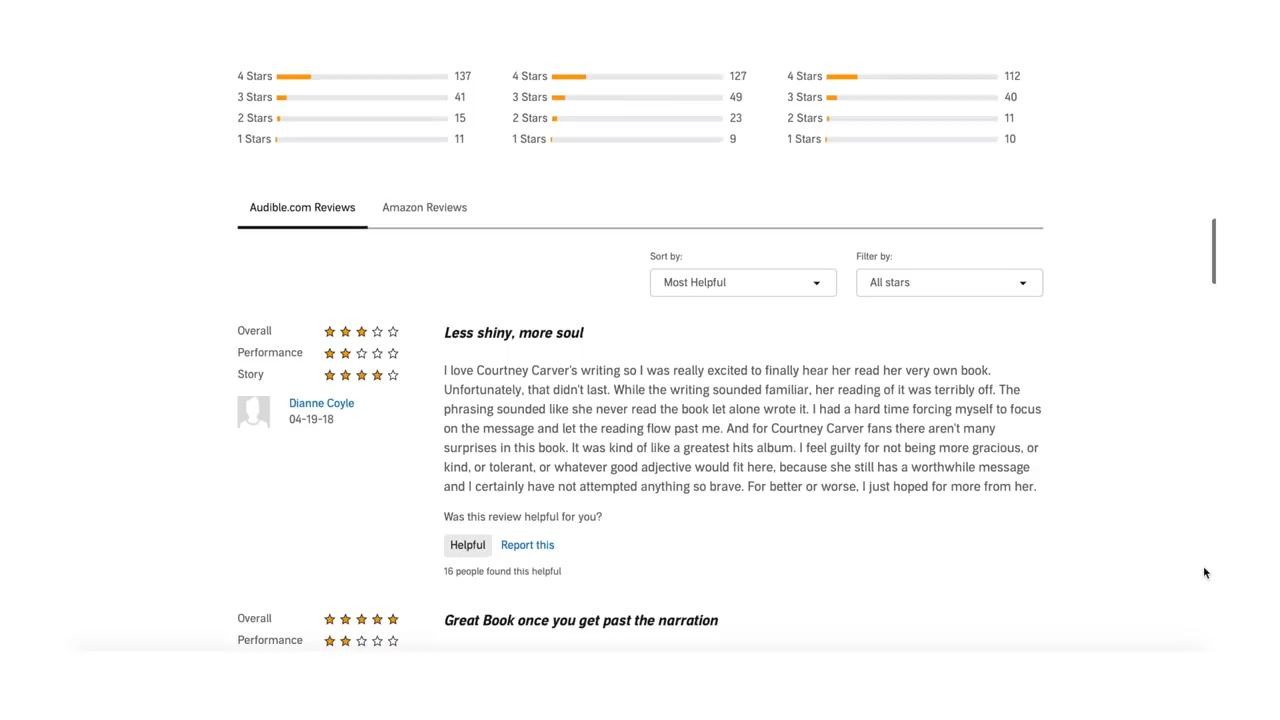 4 Stars 137 4 Stars 127 4 Stars 112
3 Stars 41 3 Stars 49 3 Stars 40
2 Stars 15 2 Stars 23 2 Stars 11
1 Stars 11 1 Stars 9 1 Stars 10
Audible.com Reviews Amazon Reviews
Sort by: Filter by:
Most Helpful All stars
Overall
Performance
Story
Dianne Coyle
04-19-18
Less shiny, more soul
I love Courtney Carver's writing so I was really excited to finally hear her read her very own book.
Unfortunately, that didn't last. While the writing sounded familiar, her reading of it was terribly off. The
phrasing sounded like she never read the book let alone wrote it. I had a hard time forcing myself to focus
on the message and let the reading flow past me. And for Courtney Carver fans there aren't many
surprises in this book. It was kind of like a greatest hits album. I feel guilty for not being more gracious, or
kind, or tolerant, or whatever good adjective would fit here, because she still has a worthwhile message
and I certainly have not attempted anything so brave. For better or worse, I just hoped for more from her.
Was this review helpful for you?
Helpful Report this
16 people found this helpful
Overall
Performance
Great Book once you get past the narration